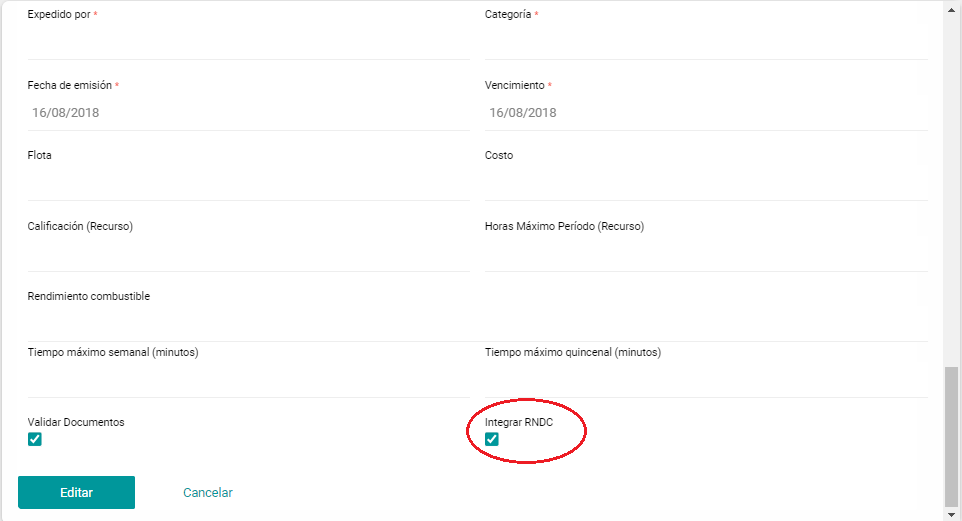 Expedido por *
Categoría *
Fecha de emisión *
Vencimiento *
16/08/2018
16/08/2018
Flota
Costo
Calificación (Recurso)
Horas Máximo Período (Recurso)
Rendimiento combustible
Tiempo máximo semanal (minutos)
Tiempo máximo quincenal (minutos)
Validar Documentos
Integrar RNDC
Editar
Cancelar